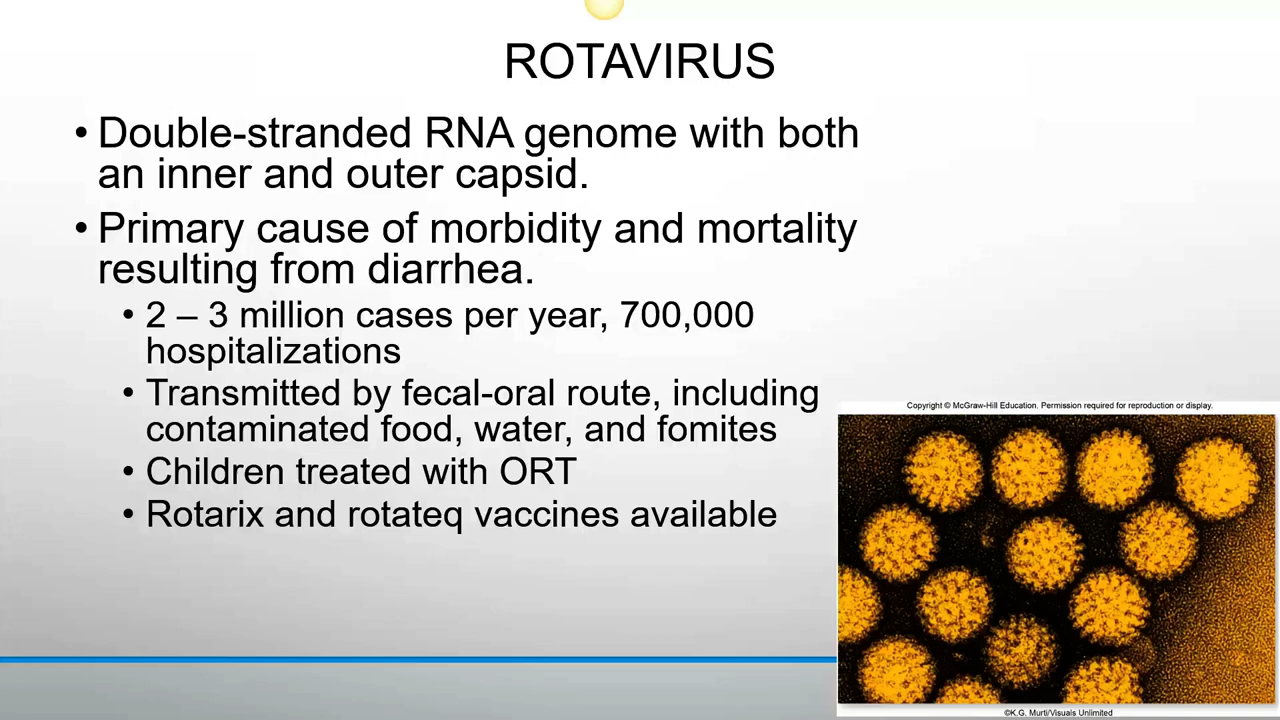 ROTAVIRUS
• Double-stranded RNA genome with both
an inner and outer capsid.
• Primary cause of morbidity and mortality
resulting from diarrhea.
• 2 – 3 million cases per year, 700,000
hospitalizations
• Transmitted by fecal-oral route, including
contaminated food, water, and fomites
• Children treated with ORT
• Rotarix and rotateq vaccines available
Copyright © McGraw-Hill Education. Permission required for reproduction or display.
©K.G. Murti/Visuals Unlimited